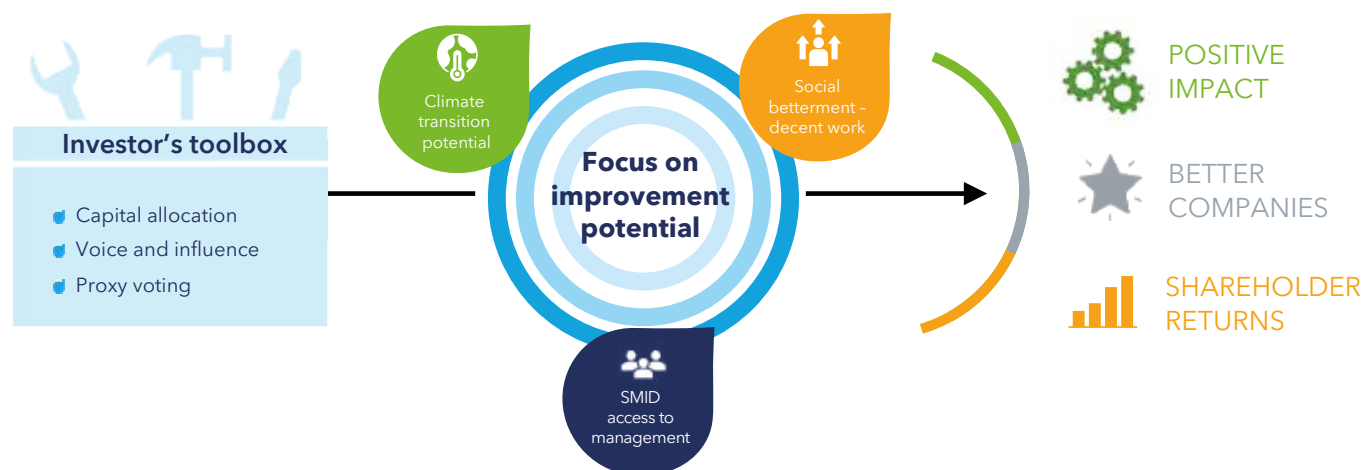 Investor’s toolbox
Capital allocation
Voice and influence
Proxy voting
Climate
transition
potential
Social
betterment –
decent work
Focus on
improvement
potential
SMID
access to
management
POSITIVE
IMPACT
BETTER
COMPANIES
SHAREHOLDER
RETURNS